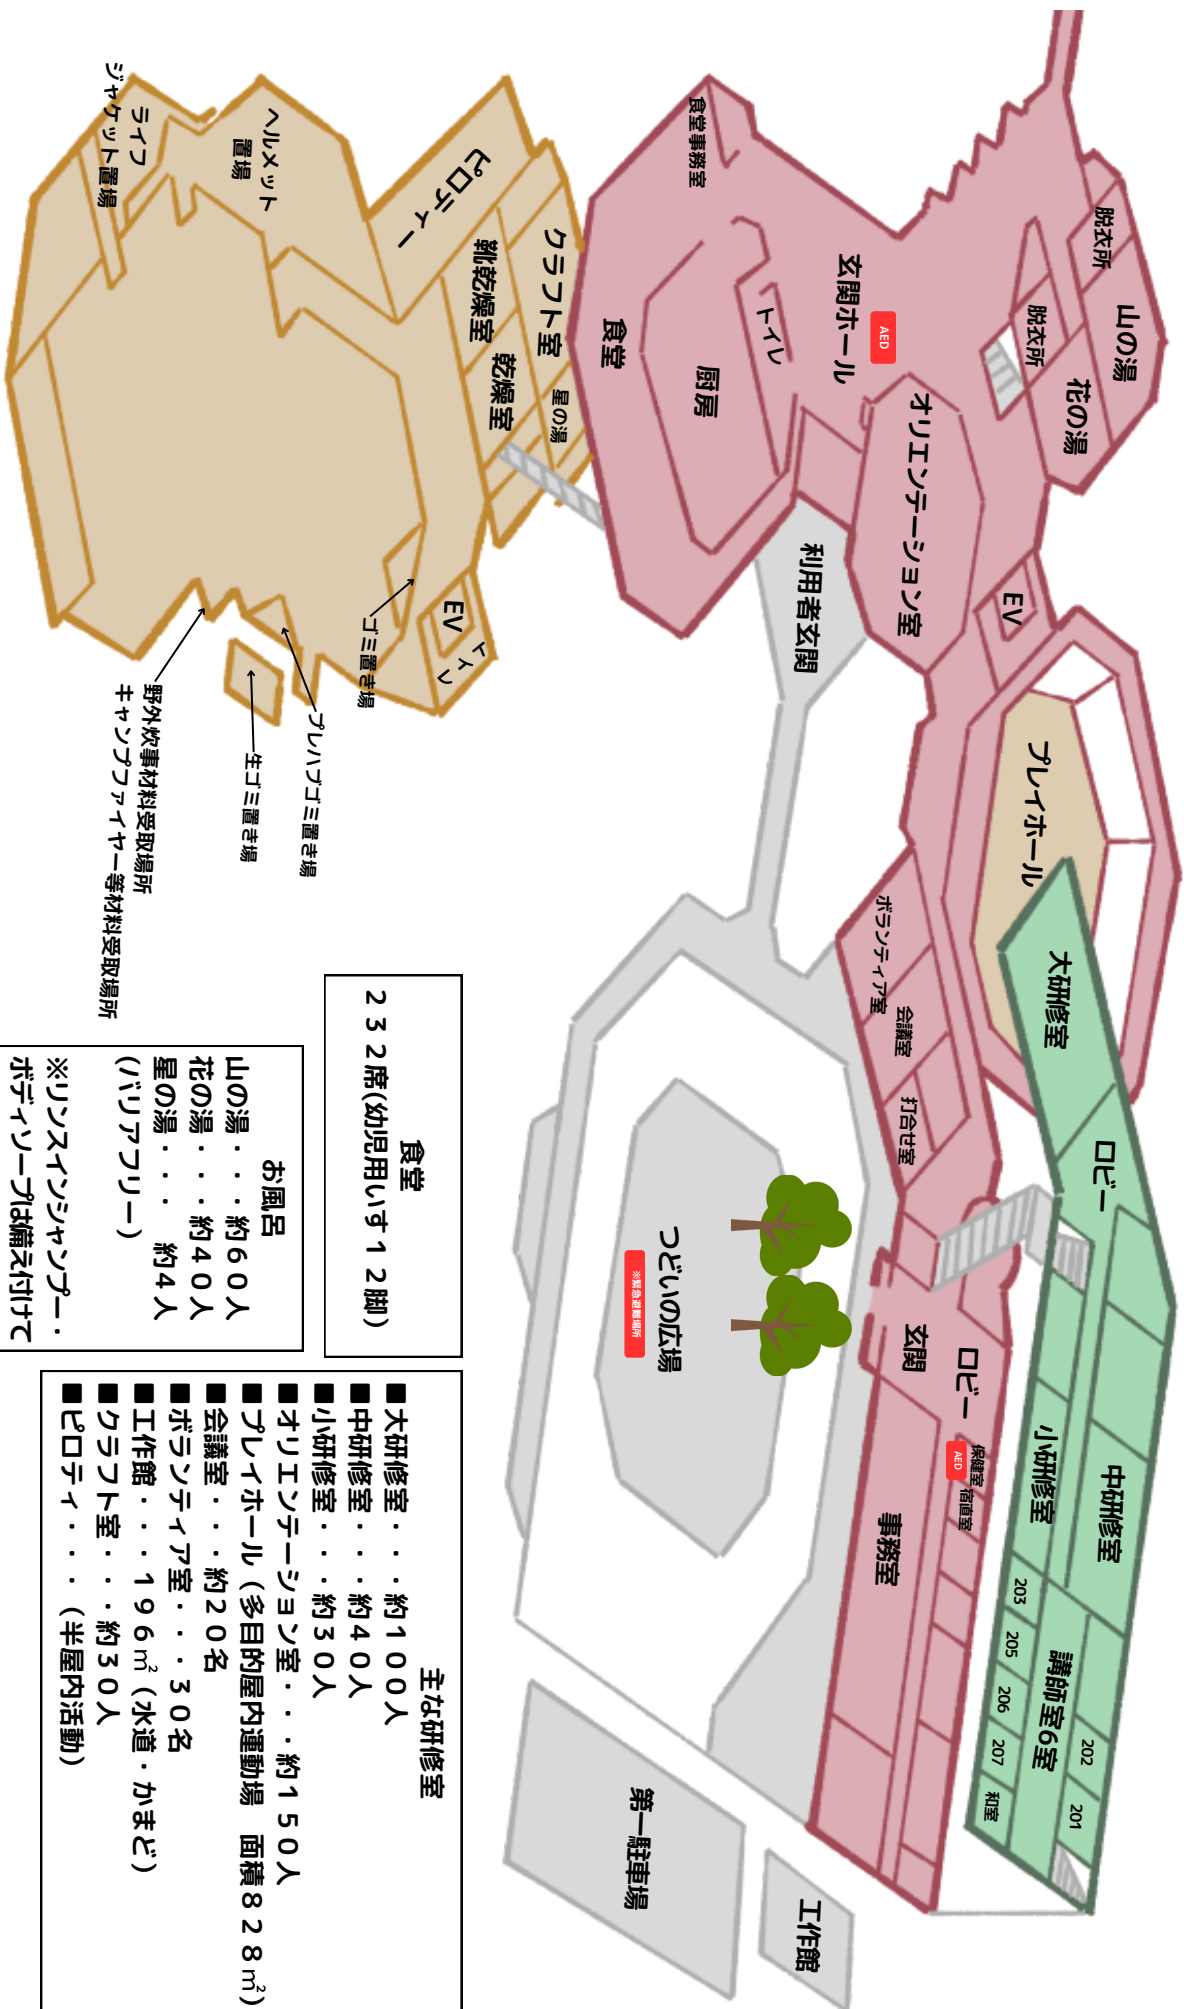 大研修室
ロビー
中研修室
小研修室
講師室6室
203
205
206
207
和室
202
201
山の湯
脱衣所
花の湯
脱衣所
EV
プレイホール
AED
玄関ホール
オリエンテーション室
利用者玄関
トイレ
厨房
食堂
食堂事務室
ボランティア室
会議室
打合せ室
玄関
ロビー
保健室
AED
宿直室
事務室
つどいの広場
※緊急避難場所
工作館
第一駐車場
クラフト室
星の湯
靴乾燥室
乾燥室
ピロティー
ヘルメット
置場
ライフ
ジャケット置場
EV
トイレ
ゴミ置き場
プレハブゴミ置き場
生ゴミ置き場
野外炊事材料受取場所
キャンプファイヤー等材料受取場所
食堂
232席(幼児用いす12脚)
お風呂
山の湯・・・約60人
花の湯・・・約40人
星の湯・・・ 約4人
(バリアフリー)
※リンスインシャンプー・
ボディソープは備え付けて
主な研修室
■大研修室・・・約100人
■中研修室・・・約40人
■小研修室・・・約30人
■オリエンテーション室・・・約150人
■プレイホール（多目的屋内運動場 面積828㎡）
■会議室・・・約20名
■ボランティア室・・・30名
■工作館・・・196㎡（水道・かまど）
■クラフト室・・・約30人
■ピロティ・・・（半屋内活動）